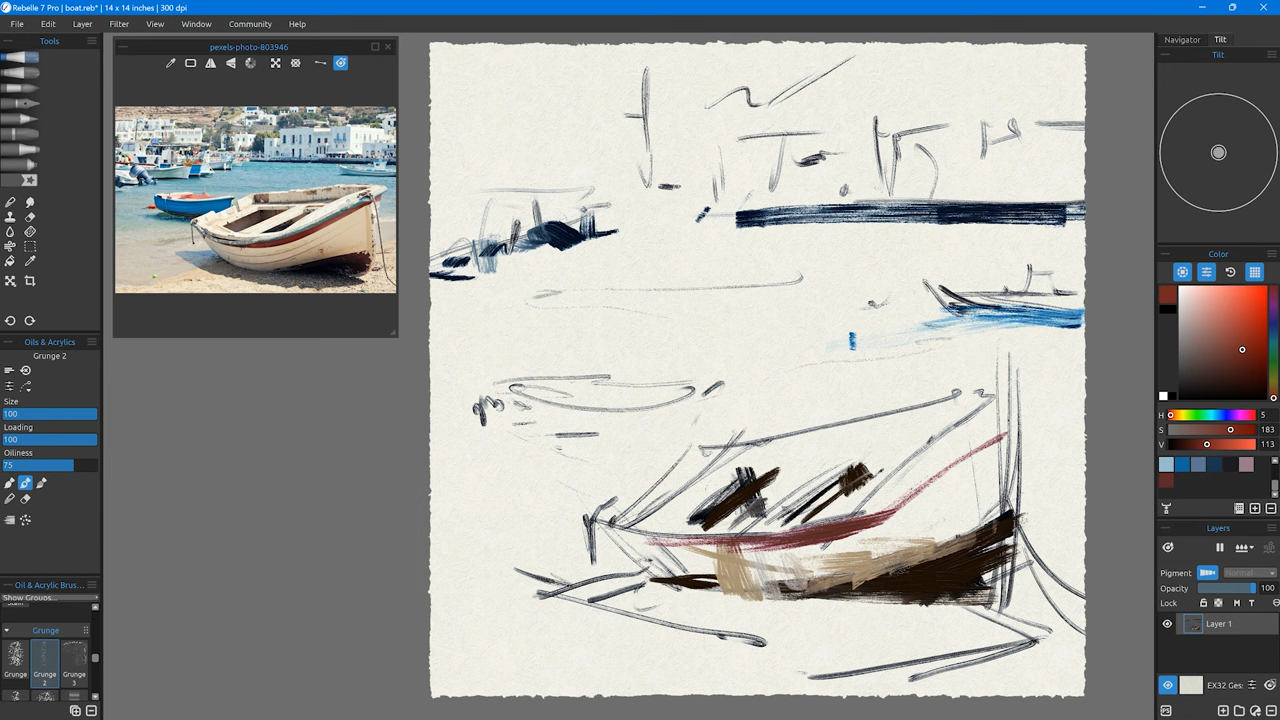 Rebelle 7 Pro | boat.reb* | 14 x 14 inches | 300 dpi
File Edit Layer Filter View Window Community Help
Tools
pexels-photo-803946
Navigator Tilt
Tilt
Color
H 5
S 183
V 113
Oils & Acrylics
Grunge 2
Size
100
Loading
100
Oiliness
75
Layers
Pigment Normal
Opacity 100
Lock M T
Layer 1
EX32 Ges
Oil & Acrylic Brus...
Show Groups...
Stain
Grunge
Grunge Grunge 2 Grunge 3
PS